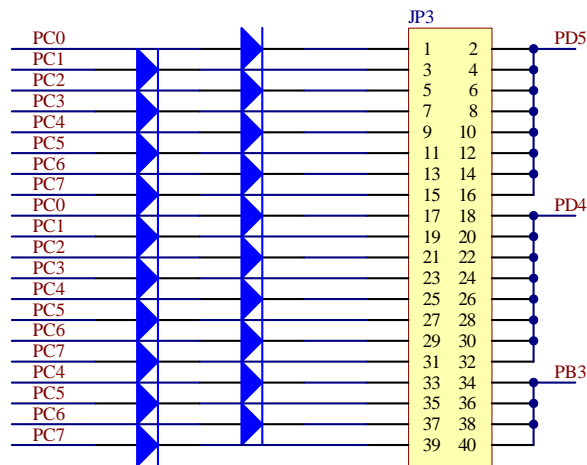 JP3
PC0 1 2 PD5
PC1 3 4
PC2 5 6
PC3 7 8
PC4 9 10
PC5 11 12
PC6 13 14
PC7 15 16
PC0 17 18 PD4
PC1 19 20
PC2 21 22
PC3 23 24
PC4 25 26
PC5 27 28
PC6 29 30
PC7 31 32
PC4 33 34 PB3
PC5 35 36
PC6 37 38
PC7 39 40